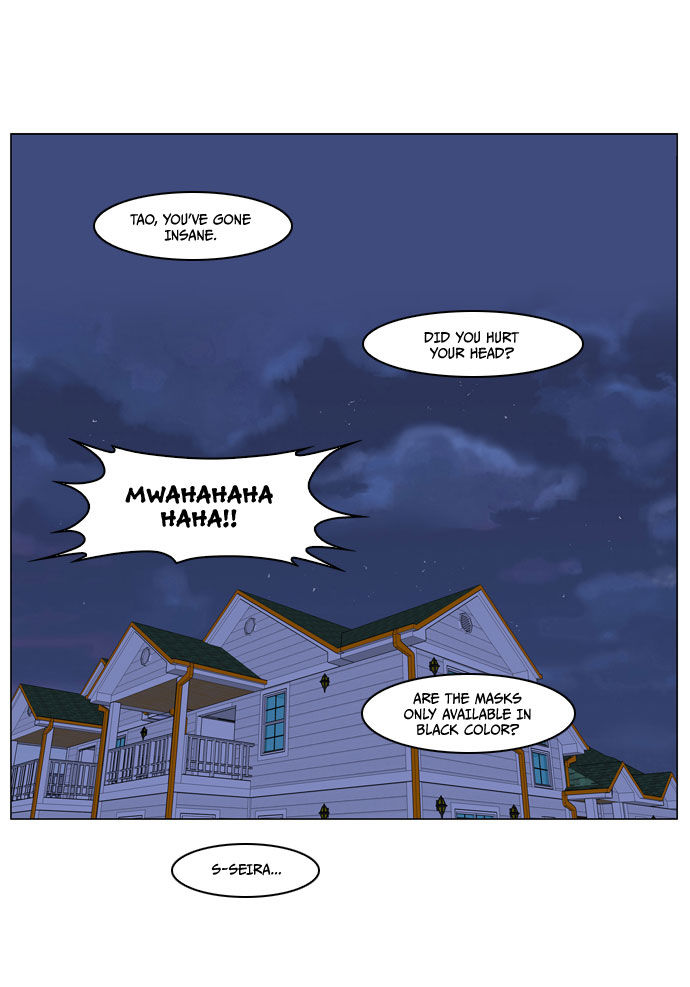 TAO, YOU'VE GONE
INSANE.
DID YOU HURT
YOUR HEAD?
MWAHAHAHA
HAHA!!
ARE THE MASKS
ONLY AVAILABLE IN
BLACK COLOR?
S-SEIRA...